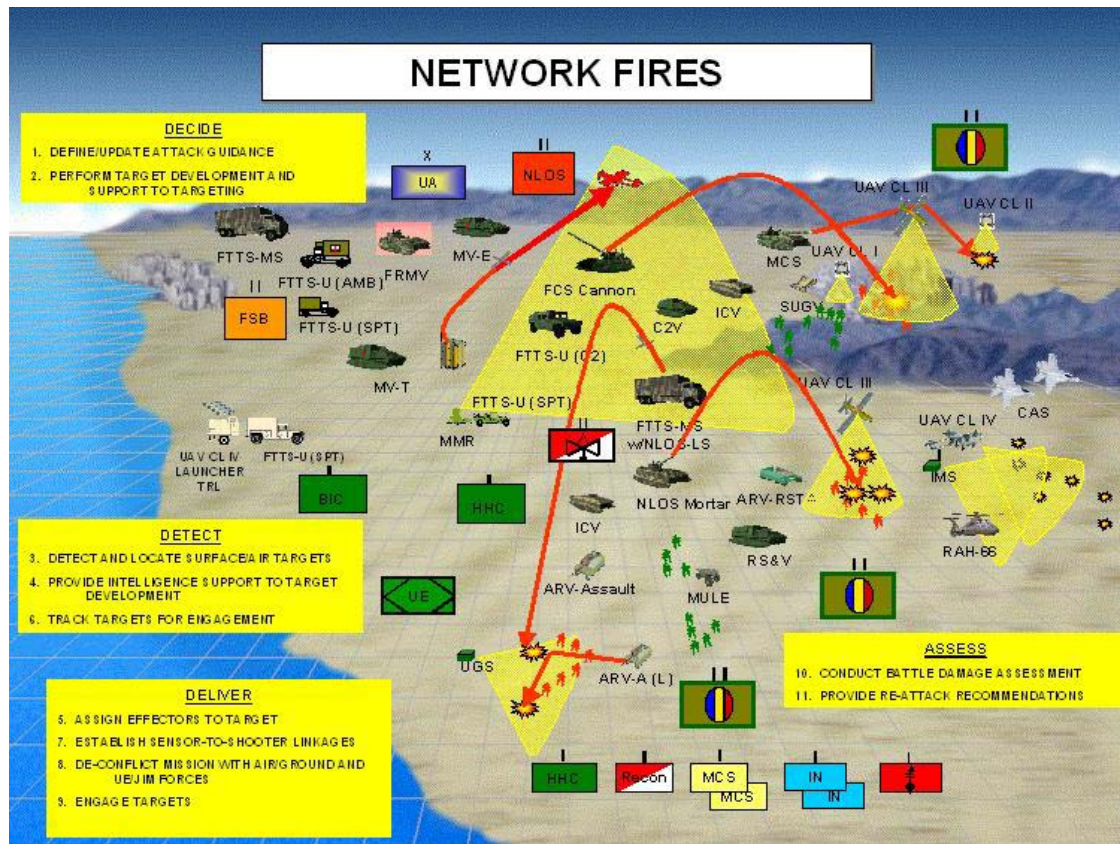 NETWORK FIRES
DECIDE
1. DEFINE/UPDATE ATTACK GUIDANCE
2. PERFORM TARGET DEVELOPMENT AND
SUPPORT TO TARGETING
X
UA
II
NLOS
II
UAV CL III
UAV CL II
FTTS-MS
FTTS-U (AMB)
FRMV
MV-E
FCS Cannon
MCS
UAV CL I
SUGV
II
FSB
FTTS-U (SPT)
C2V
ICV
FTTS-U (C2)
MV-T
UAV CL III
CAS
FTTS-U (SPT)
MMR
FTTS-MS
w/NLOS-LS
UAV CL IV
IMS
UAV CL IV
LAUNCHER
TRL
FTTS-U (SPT)
II
I
BIC
I
HHC
NLOS Mortar
ARV-RSTA
ICV
RAH-66
RS&V
DETECT
3. DETECT AND LOCATE SURFACE/AIR TARGETS
4. PROVIDE INTELLIGENCE SUPPORT TO TARGET
DEVELOPMENT
6. TRACK TARGETS FOR ENGAGEMENT
UE
ARV-Assault
MULE
II
UGS
ARV-A (L)
ASSESS
10. CONDUCT BATTLE DAMAGE ASSESSMENT
11. PROVIDE RE-ATTACK RECOMMENDATIONS
II
DELIVER
5. ASSIGN EFFECTORS TO TARGET
7. ESTABLISH SENSOR-TO-SHOOTER LINKAGES
8. DE-CONFLICT MISSION WITH AIR/GROUND AND
UE/JIM FORCES
9. ENGAGE TARGETS
I
HHC
I
Recon
I
MCS
MCS
I
IN
IN
I